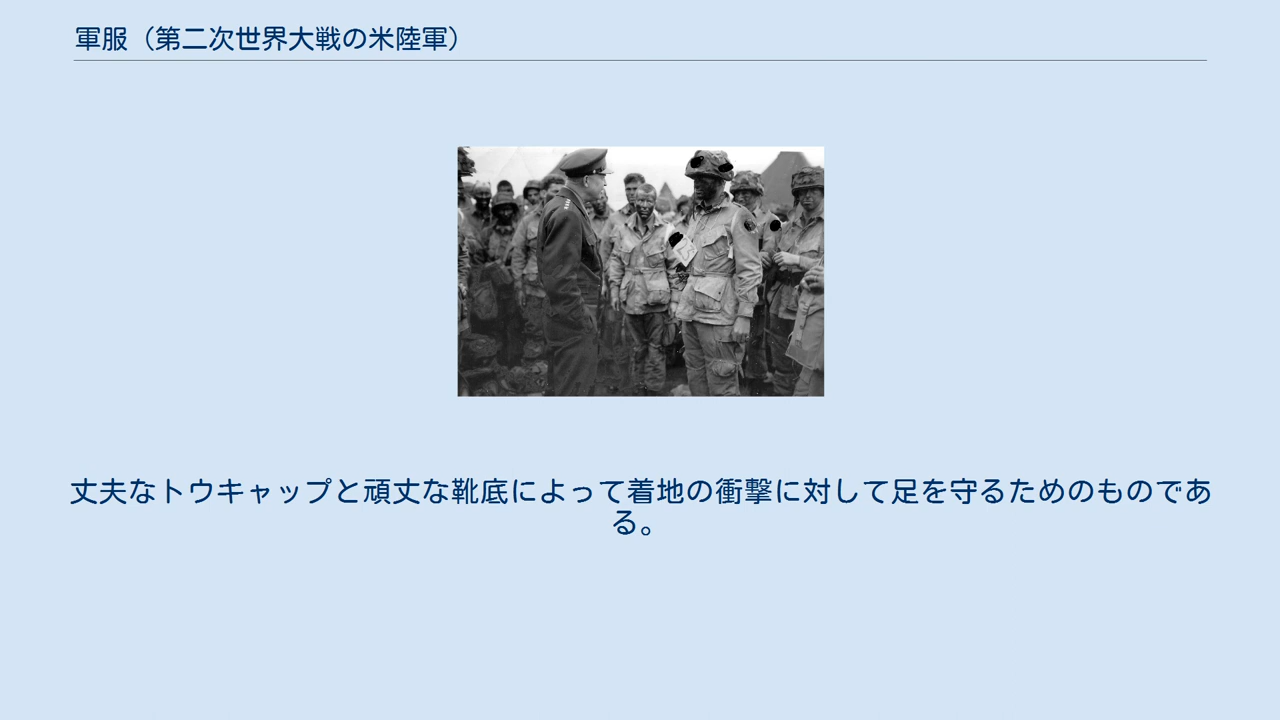 軍服（第二次世界大戦の米陸軍）
丈夫なトウキャップと頑丈な靴底によって着地の衝撃に対して足を守るためのものであ
る。